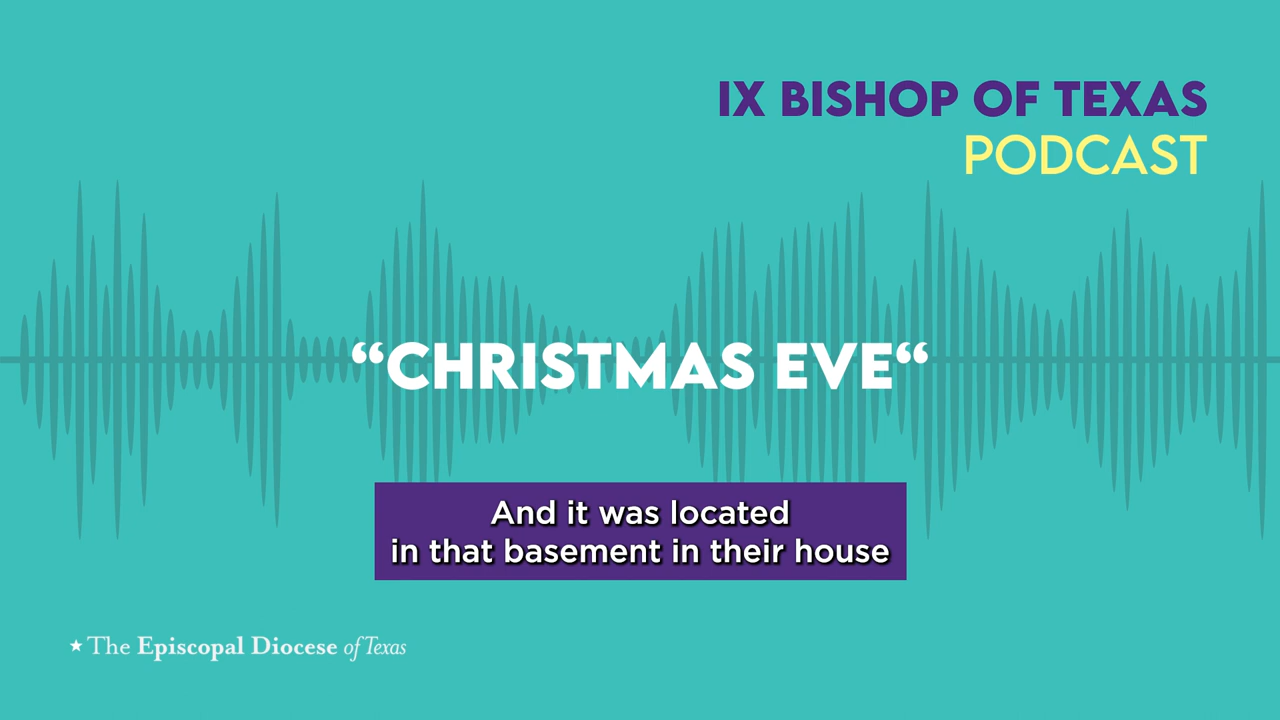 IX BISHOP OF TEXAS
PODCAST
“CHRISTMAS EVE“
And it was located
in that basement in their house
The Episcopal Diocese of Texas